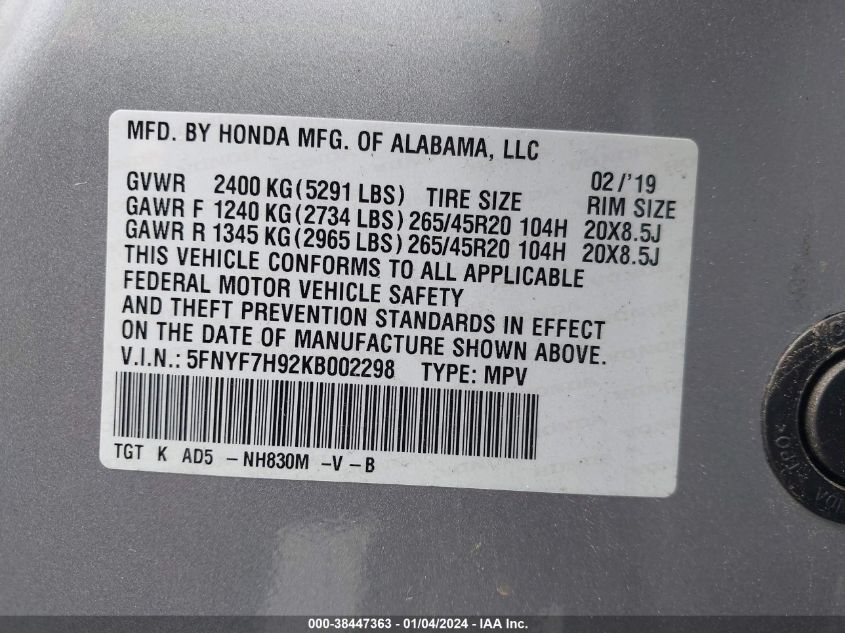 MFD. BY HONDA MFG. OF ALABAMA, LLC
02/'19
GVWR 2400 KG(5291 LBS) TIRE SIZE RIM SIZE
GAWR F 1240 KG(2734 LBS) 265/45R20 104H 20X8.5J
GAWR R 1345 KG(2965 LBS) 265/45R20 104H 20X8.5J
THIS VEHICLE CONFORMS TO ALL APPLICABLE
FEDERAL MOTOR VEHICLE SAFETY
AND THEFT PREVENTION STANDARDS IN EFFECT
ON THE DATE OF MANUFACTURE SHOWN ABOVE.
V.I.N.: 5FNYF7H92KB002298 TYPE: MPV
TGT K AD5 -NH830M -V -B
000-38447363 - 01/04/2024 - IAA Inc.